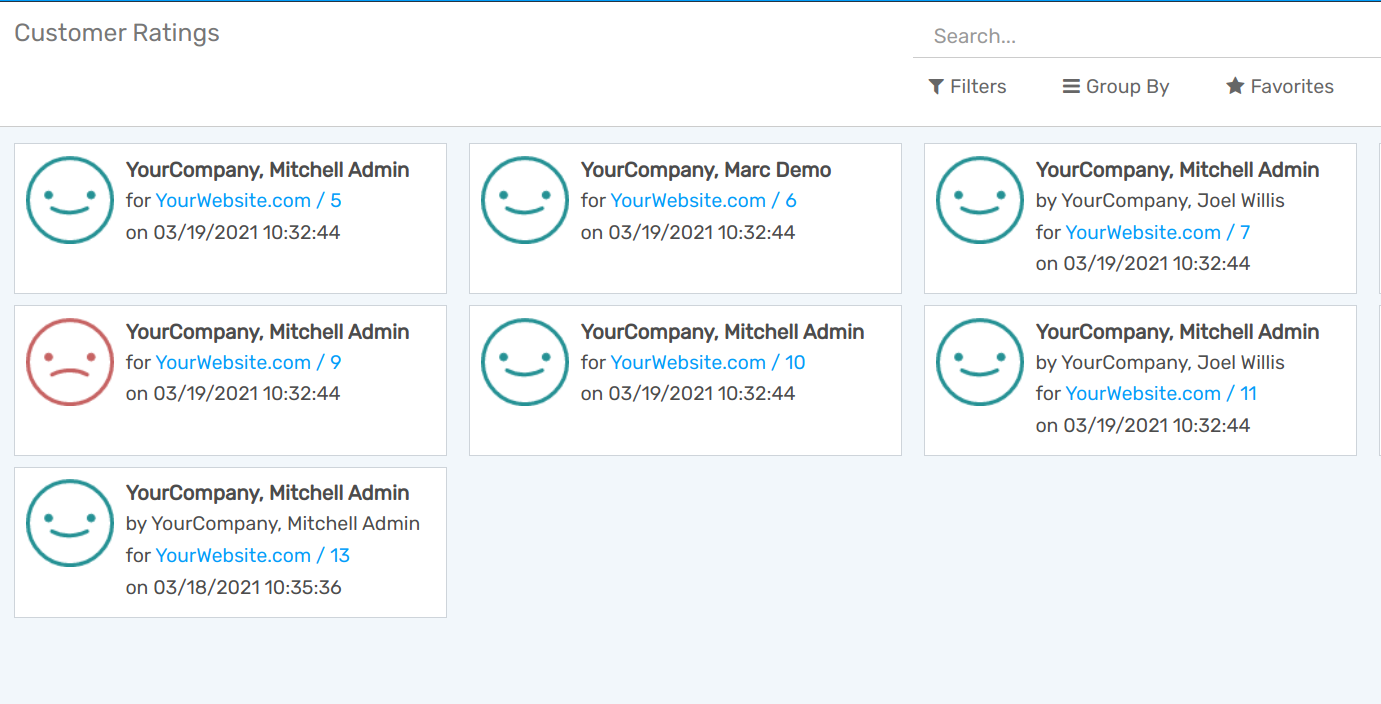 Customer Ratings
Search...
Filters
Group By
Favorites
YourCompany, Mitchell Admin
for YourWebsite.com / 5
on 03/19/2021 10:32:44
YourCompany, Marc Demo
for YourWebsite.com / 6
on 03/19/2021 10:32:44
YourCompany, Mitchell Admin
by YourCompany, Joel Willis
for YourWebsite.com / 7
on 03/19/2021 10:32:44
YourCompany, Mitchell Admin
for YourWebsite.com / 9
on 03/19/2021 10:32:44
YourCompany, Mitchell Admin
for YourWebsite.com / 10
on 03/19/2021 10:32:44
YourCompany, Mitchell Admin
by YourCompany, Joel Willis
for YourWebsite.com / 11
on 03/19/2021 10:32:44
YourCompany, Mitchell Admin
by YourCompany, Mitchell Admin
for YourWebsite.com / 13
on 03/18/2021 10:35:36